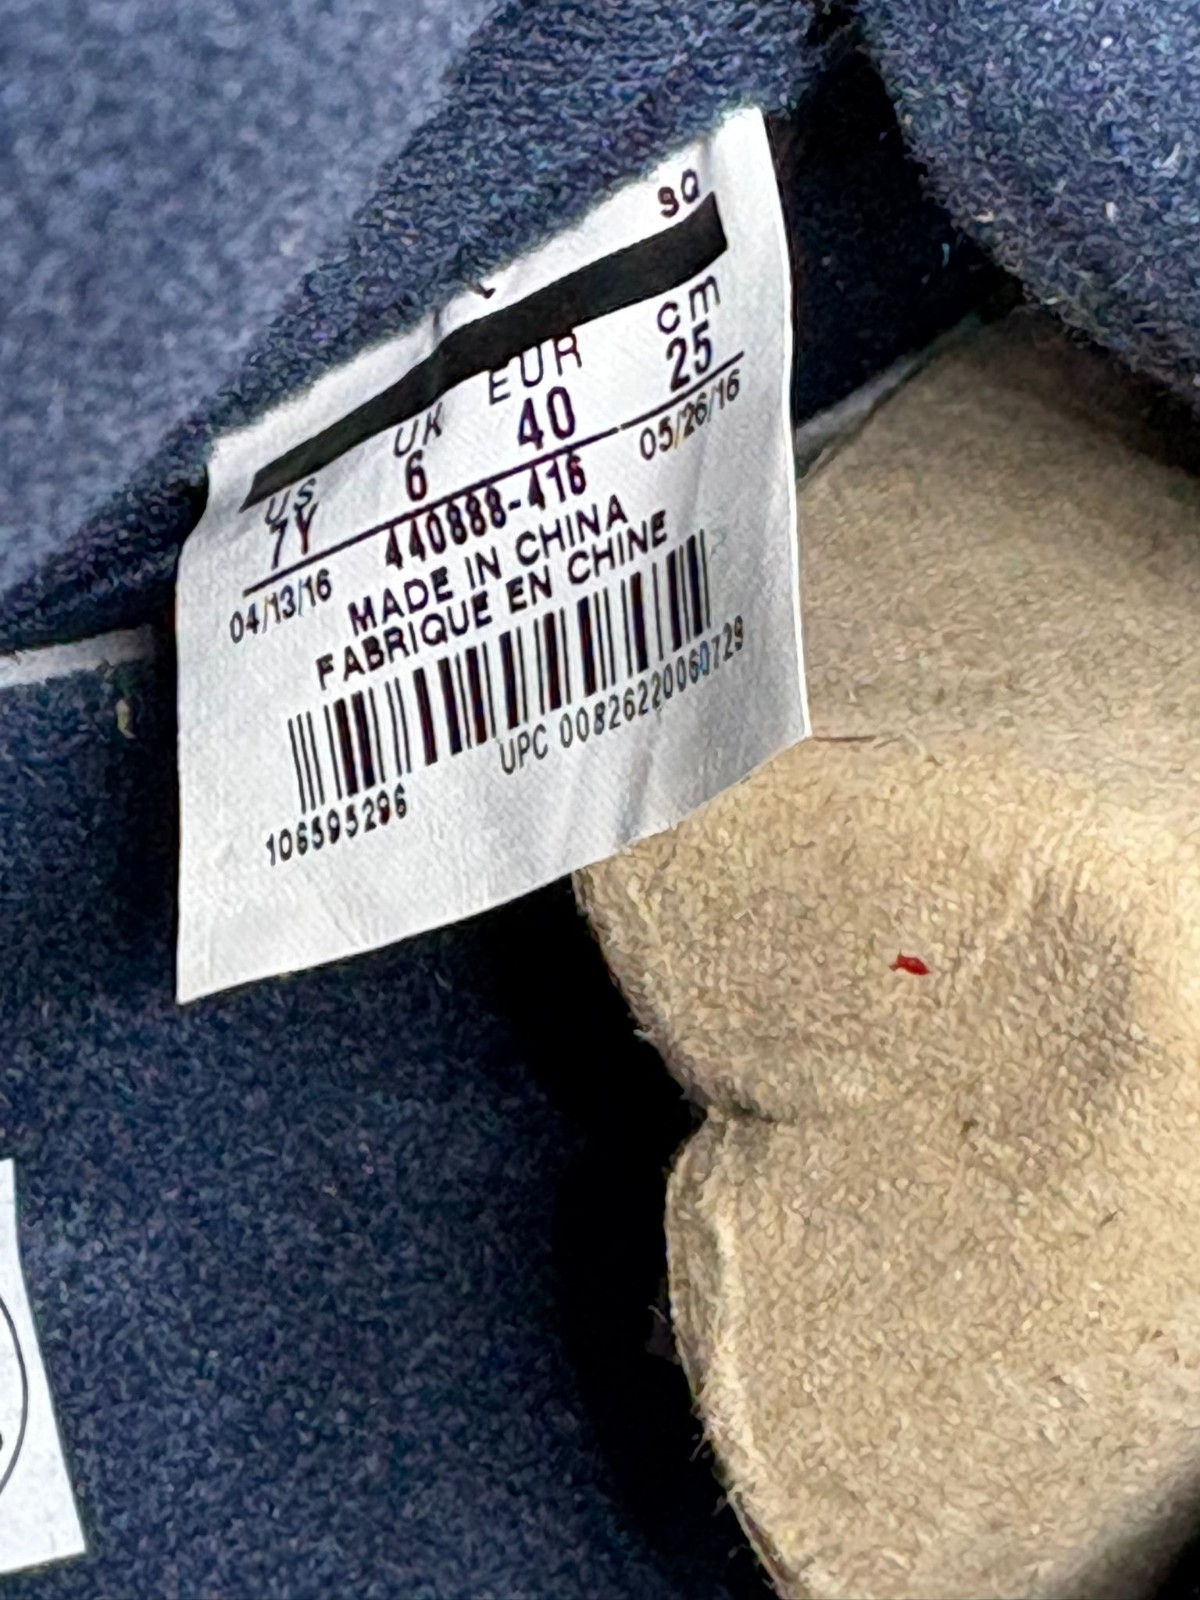 SQ
US UK EUR cm
7Y 6 40 25
04/13/16 440888-416 05/26/16
MADE IN CHINA
FABRIQUE EN CHINE
UPC 00826220060729
106595296